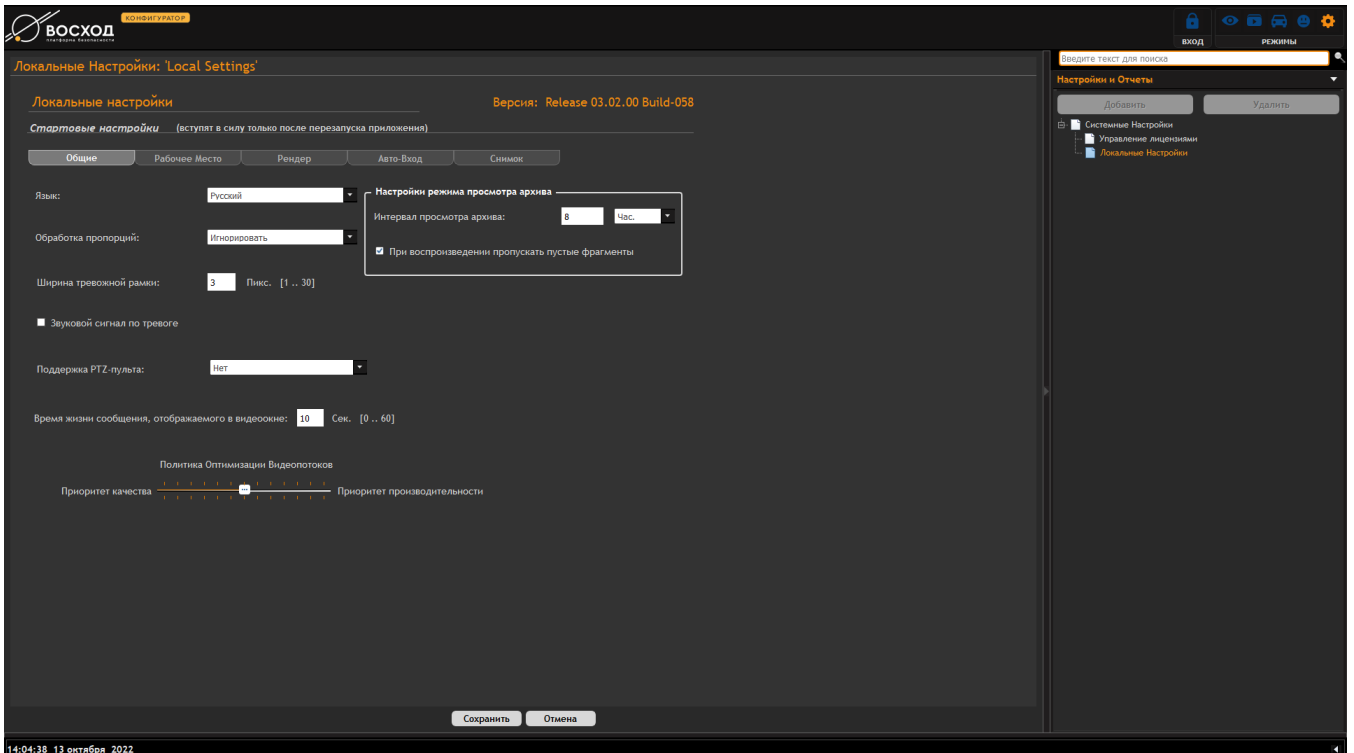 ВОСХОД
платформа безопасности
КОНФИГУРАТОР
ВХОД
РЕЖИМЫ
Локальные Настройки: 'Local Settings'
Введите текст для поиска
Настройки и Отчеты
Добавить Удалить
Системные Настройки
Управление лицензиями
Локальные Настройки
Локальные настройки
Версия: Release 03.02.00 Build-058
Стартовые настройки (вступят в силу только после перезапуска приложения)
Общие Рабочее Место Рендер Авто-Вход Снимок
Язык: Русский
Настройки режима просмотра архива
Интервал просмотра архива: 8 Час.
Обработка пропорций: Игнорировать
При воспроизведении пропускать пустые фрагменты
Ширина тревожной рамки: 3 Пикс. [1 .. 30]
Звуковой сигнал по тревоге
Поддержка PTZ-пульта: Нет
Время жизни сообщения, отображаемого в видеоокне: 10 Сек. [0 .. 60]
Политика Оптимизации Видеопотоков
Приоритет качества Приоритет производительности
Сохранить Отмена
14:04:38 13 октября 2022